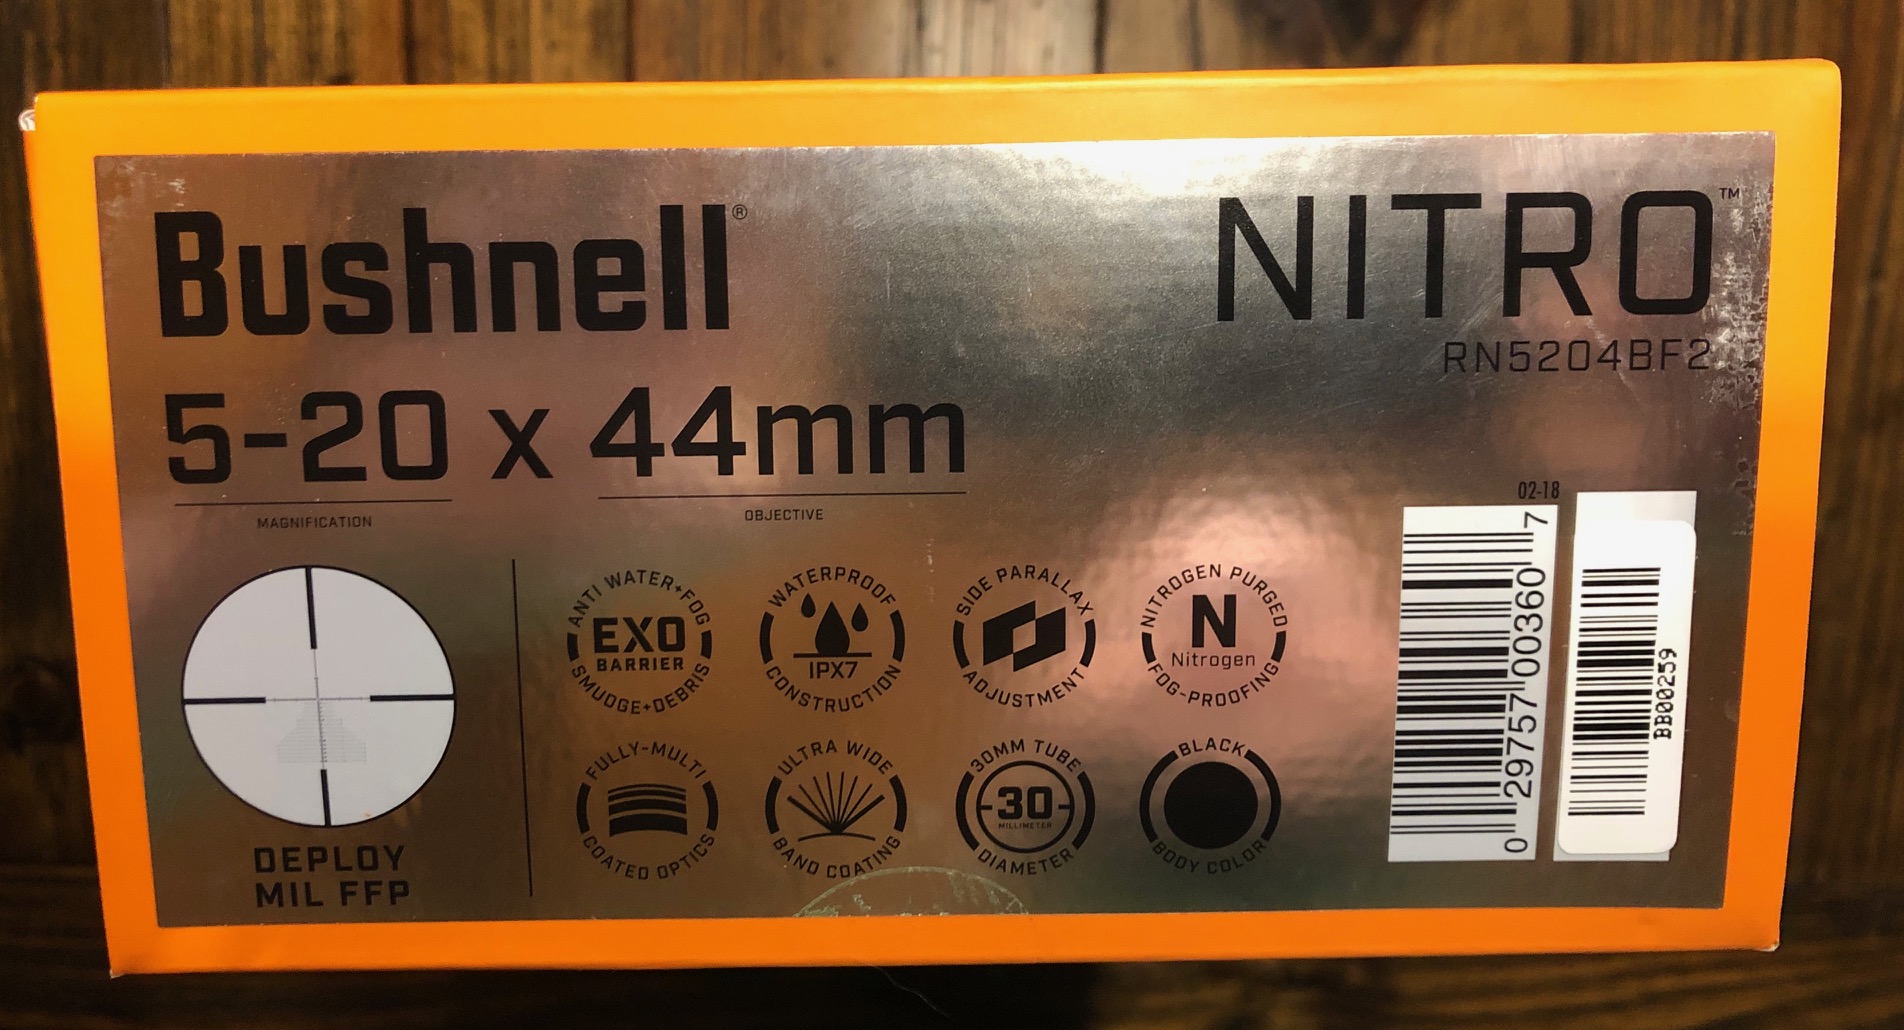 Bushnell®
NITRO™
RN5204BF2
5-20 x 44mm
MAGNIFICATION
OBJECTIVE
02-18
DEPLOY
MIL FFP
ANTI WATER+FOG
EXO
BARRIER
SMUDGE+DEBRIS
WATERPROOF
IPX7
CONSTRUCTION
SIDE PARALLAX
ADJUSTMENT
NITROGEN PURGED
N
Nitrogen
FOG-PROOFING
FULLY-MULTI
COATED OPTICS
ULTRA WIDE
BAND COATING
30MM TUBE
30
MILLIMETER
DIAMETER
BLACK
BODY COLOR
0 29757 00360 7
BB00259